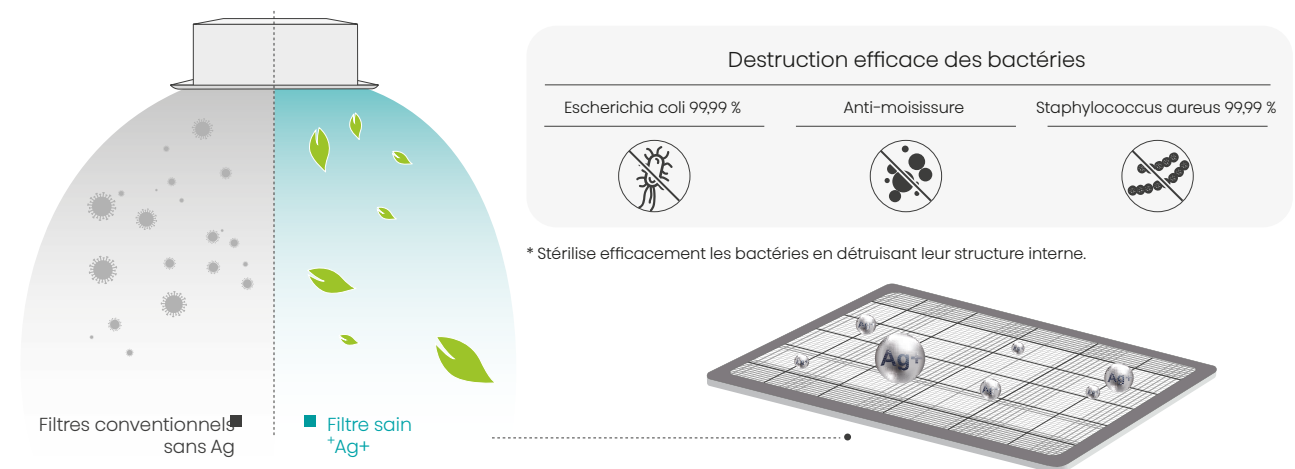 Destruction efficace des bactéries
Escherichia coli 99,99 %
Anti-moisissure
Staphylococcus aureus 99,99 %
* Stérilise efficacement les bactéries en détruisant leur structure interne.
Ag+
Ag+
Ag+
Ag+
Ag+
Ag+
Ag+
Filtres conventionnels
sans Ag
Filtre sain
+Ag+